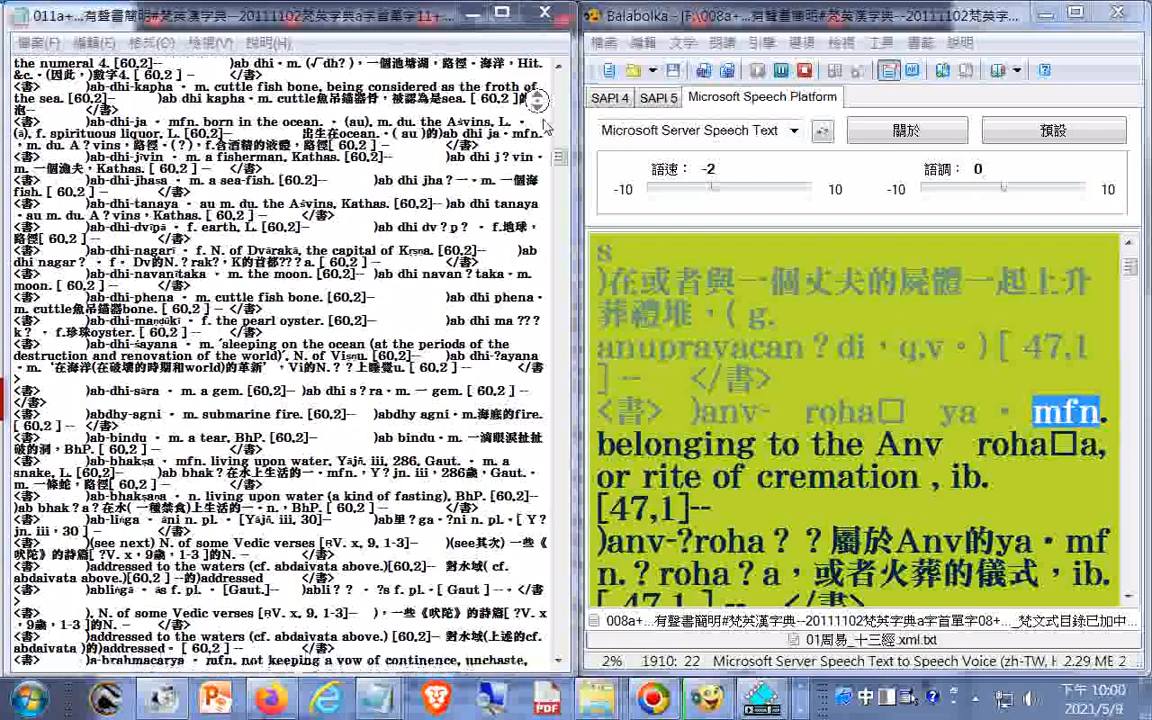 011a+...有聲書簡明#梵英漢字典--20111102梵英字典a字首單字11+...
檔案(F) 編輯(E) 格式(O) 檢視(V) 說明(H)
the numeral 4. [60,2] )ab dhi・m. (√ dh? )，一個池塘湖，路徑・海洋，Hit.
&c.・(因此，)數字4. [ 60,2 ] – </書>
<書> )ab-dhi-kapha・m. cuttle fish bone, being considered as the froth of
the sea. [60,2]– )ab dhi kapha・m. cuttle魚吊錨器骨，被認為是sea. [ 60,2 ]的
泡– </書>
<書> )ab-dhi-ja・mfn. born in the ocean.・(au), m. du. the Aśvins, L.・
(ā), f. spirituous liquor, L. [60,2]– 出生在ocean.・( au )的)ab dhi ja・mfn.
・m. du. A？vins，路徑・(？)，f.含酒精的液體，路徑[ 60,2 ] – </書>
<書> )ab-dhi-jīvin・m. a fisherman, Kathas. [60,2]– )ab dhi j？vin・
m. 一個漁夫，Kathas. [ 60,2 ] – </書>
<書> )ab-dhi-jhaṣa・m. a sea-fish. [60,2]– )ab dhi jha？一・m. 一個海
fish. [ 60,2 ] – </書>
<書> )ab-dhi-tanaya・au m. du. the Aśvins, Kathas. [60,2]– )ab dhi tanaya
・au m. du. A？vins, Kathas. [ 60,2 ] – </書>
<書> )ab-dhi-dvīpā・f. earth, L. [60,2]– )ab dhi dv？p？・f.地球，
路徑[ 60,2 ] – </書>
<書> )ab-dhi-nagarī・f. N. of Dvārakā, the capital of Kṛṣṇa. [60,2]– )ab
dhi nagar？・f. Dv的N.？rak?，K的首都???a. [ 60,2 ] – </書>
<書> )ab-dhi-navanītaka・m. the moon. [60,2]– )ab dhi navan？taka・m.
moon. [ 60,2 ] – </書>
<書> )ab-dhi-phena・m. cuttle fish bone. [60,2]– )ab dhi phena・
m. cuttle魚吊錨器bone. [ 60,2 ] – </書>
<書> )ab-dhi-maṇḍūkī・f. the pearl oyster. [60,2]– )ab dhi ma ???
k？・f.珍珠oyster. [ 60,2 ] – </書>
<書> )ab-dhi-śayana・m. 'sleeping on the ocean (at the periods of the
destruction and renovation of the world)', N. of Viṣṇu. [60,2]– )ab dhi-?ayana
・m.‘在海洋(在破壞的時期和world)的革新’，Vi的N.？？上睡覺u. [ 60,2 ] – </書
>
<書> )ab-dhi-sāra・m. a gem. [60,2]– )ab dhi s？ra・m. 一 gem. [ 60,2 ] –
</書>
<書> )abdhy-agni・m. submarine fire. [60,2]– )abdhy agni・m.海底的fire.
[ 60,2 ] – </書>
<書> )ab-bindu・m. a tear, BhP. [60,2]– )ab bindu・m. 一滴眼淚扯扯
破的洞，BhP. [ 60,2 ] – </書>
<書> )ab-bhakṣa・mfn. living upon water, Yājñ. iii, 286, Gaut.・m. a
snake, L. [60,2]– )ab bhak？在水上生活的一・mfn.，Y？jn. iii，286，Gaut.・
m. 一條蛇，路徑[ 60,2 ] – </書>
<書> )ab-bhakṣaṇa・n. living upon water (a kind of fasting), BhP. [60,2]–
)ab bhak？a？在水( 一種禁食)上生活的一・n.，BhP. [ 60,2 ] – </書>
<書> )ab-liṅga・āni n. pl.・[Yājñ. iii, 30]– )ab里？ga・?ni n. pl.・[ Y？
jn. iii，30 ] – </書>
<書> (see next) N. of some Vedic verses [ṚV. x, 9, 1-3]– )(see其次) 一些《
吠陀》的詩篇[ ?V. x，9歲，1-3 ]的N. – </書>
<書> )addressed to the waters (cf. abdaivata above.)[60,2]– 對水域( cf.
abdaivata above.)[60,2] –的)addressed </書
>
<書> )abliṅgā・ās f. pl.・[Gaut.]– )abli？？・?s f. pl.・[ Gaut ] – </書>
<書> ), N. of some Vedic verses [ṚV. x, 9, 1-3]– )，一些《吠陀》的詩篇[ ?V. x
，9歲，1-3 ]的N. – </書>
<書> )addressed to the waters (cf. abdaivata above.) [60,2]– 對水域(上述的cf.
abdaivata )的)addressed・[ 60,2 ] – </書>
<書> )a-brahmacarya・mfn. not keeping a vow of continence, unchaste,
Balabolka - [F:\008a+...有聲書簡明#梵英漢字典--20111102梵英字典a字首單字...
檔案 編輯 文字 朗讀 引擎 選項 檢視 工具 書籤 說明
SAPI 4 SAPI 5 Microsoft Speech Platform
Microsoft Server Speech Text 關於 預設
語速： -2 語調： 0
-10 10 -10 10
s
)在或者與一個丈夫的屍體一起上升
葬禮堆，( g.
anupravacan？di，q.v・)[ 47,1
] – </書>
<書> )anv- roha□ ya・mfn.
belonging to the Anv roha□a,
or rite of cremation , ib.
[47,1]--
)anv-?roha？？屬於Anv的ya・mf
n.？roha？a，或者火葬的儀式，ib.
[ 47,1 ] – </書>
008a+...有聲書簡明#梵英漢字典--20111102梵英字典a字首單字08+..._梵文式目錄已加中...
01周易_十三經.xml.txt
2% 1910: 22 Microsoft Server Speech Text to Speech Voice (zh-TW, H 2.29 MB 2
中
下午 10:00
2021/5/9